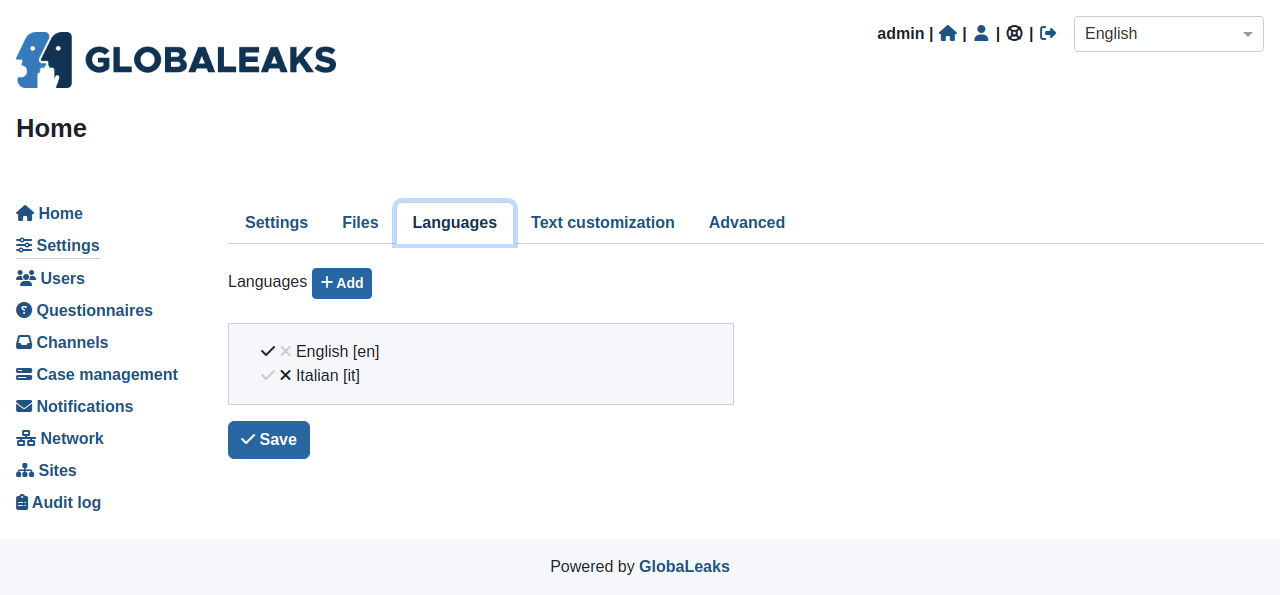 GLOBALEAKS
admin | | | |
English
Home
Home
Settings
Users
Questionnaires
Channels
Case management
Notifications
Network
Sites
Audit log
Settings Files Languages Text customization Advanced
Languages Add
English [en]
Italian [it]
Save
Powered by GlobaLeaks